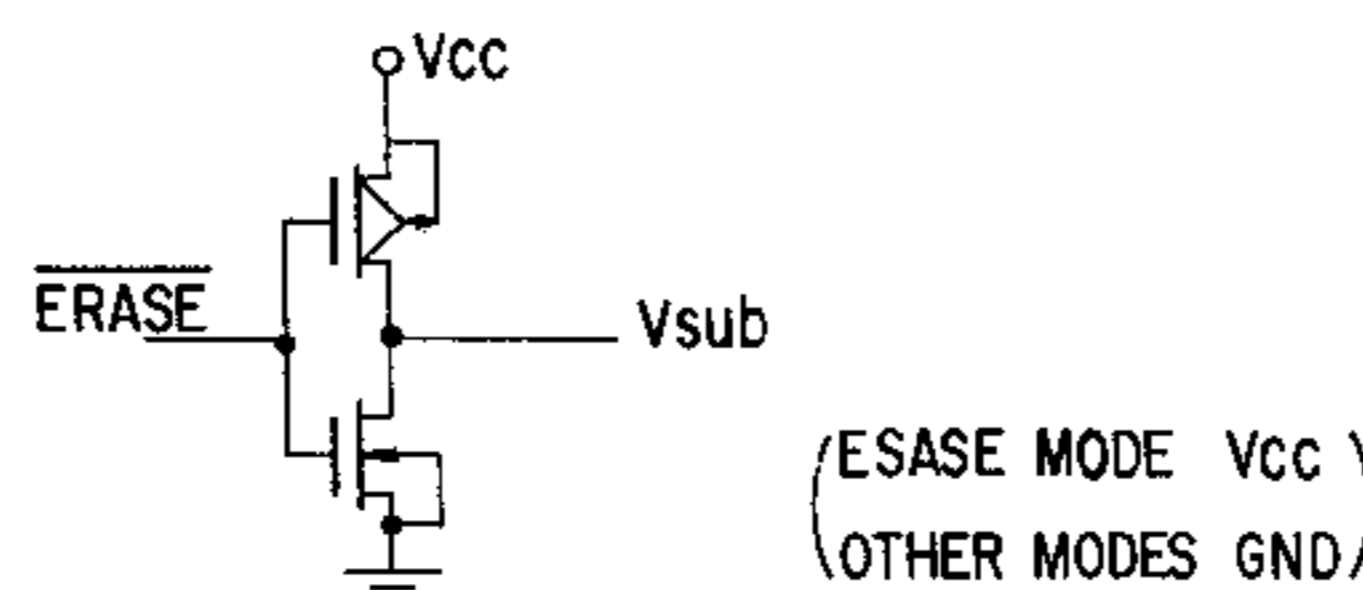 Vcc
ERASE
Vsub
(ESASE MODE Vcc)
(OTHER MODES GND)